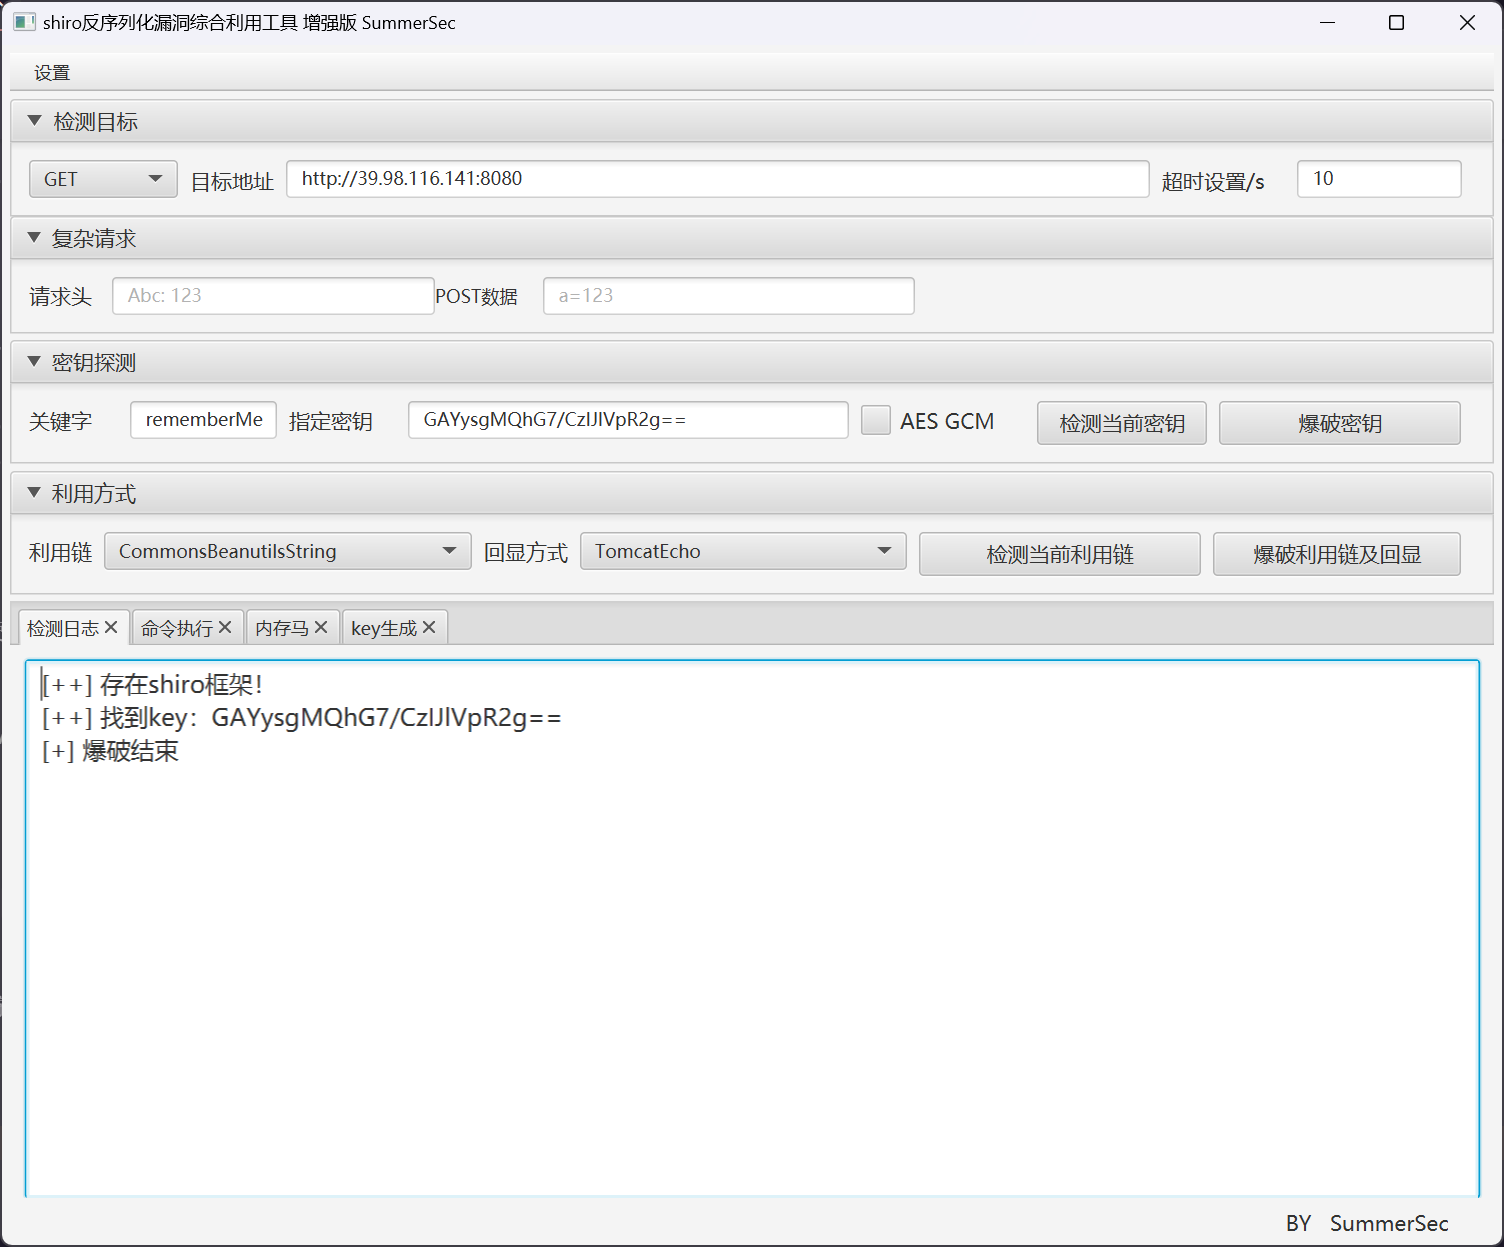 shiro反序列化漏洞综合利用工具 增强版 SummerSec
设置
检测目标
GET 目标地址 http://39.98.116.141:8080 超时设置/s 10
复杂请求
请求头 Abc: 123 POST数据 a=123
密钥探测
关键字 rememberMe 指定密钥 GAYysgMQhG7/CzIJlVpR2g== AES GCM 检测当前密钥 爆破密钥
利用方式
利用链 CommonsBeanutilsString 回显方式 TomcatEcho 检测当前利用链 爆破利用链及回显
检测日志 命令执行 内存马 key生成
[++] 存在shiro框架!
[++] 找到key：GAYysgMQhG7/CzIJlVpR2g==
[+] 爆破结束
BY SummerSec